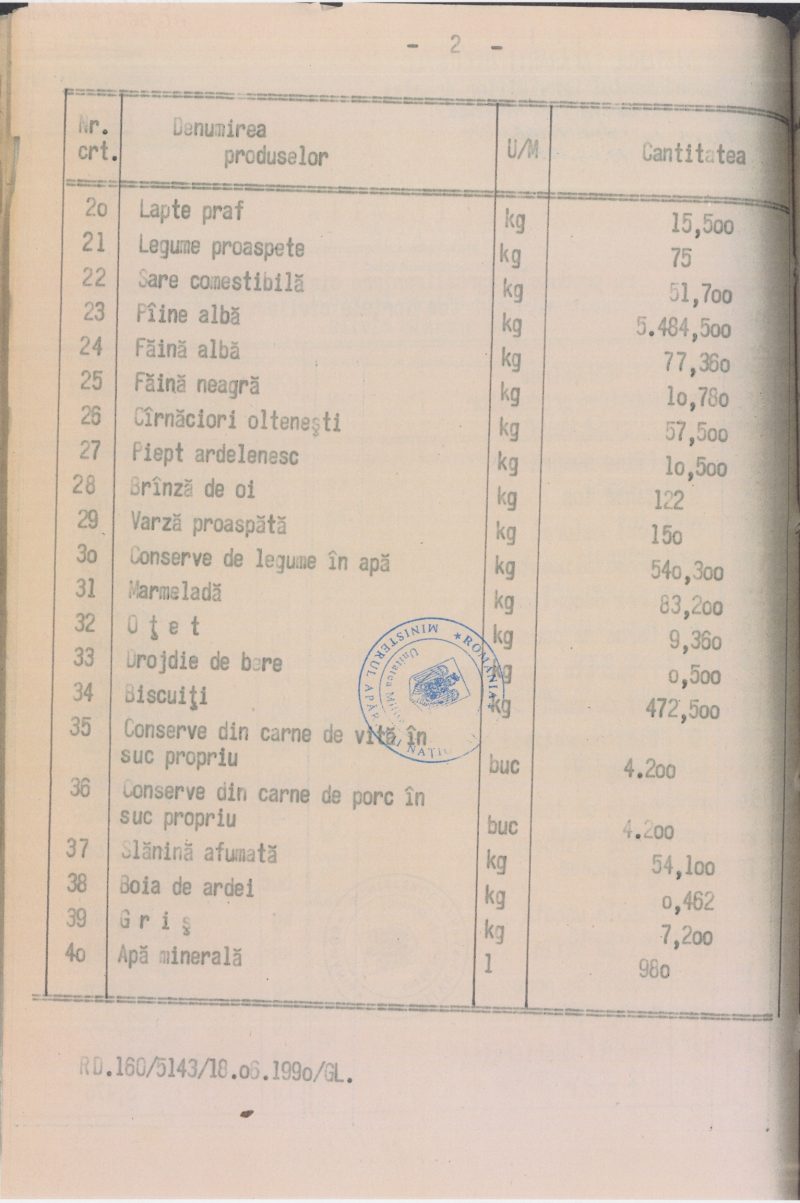 - 2 -
Nr. crt. Denumirea produselor U/M Cantitatea
2o Lapte praf kg 15,5oo
21 Legume proaspete kg 75
22 Sare comestibilă kg 51,7oo
23 Pîine albă kg 5.484,5oo
24 Făină albă kg 77,36o
25 Făină neagră kg 1o,78o
26 Cîrnăciori olteneşti kg 57,5oo
27 Piept ardelenesc kg 1o,5oo
28 Brînză de oi kg 122
29 Varză proaspătă kg 15o
3o Conserve de legume în apă kg 54o,3oo
31 Marmeladă kg 83,2oo
32 O ţ e t kg 9,36o
33 Drojdie de bere kg o,5oo
34 Biscuiţi kg 472,5oo
35 Conserve din carne de vită în
suc propriu buc 4.2oo
36 Conserve din carne de porc în
suc propriu buc 4.2oo
37 Slănină afumată kg 54,1oo
38 Boia de ardei kg o,462
39 G r i ş kg 7,2oo
4o Apă minerală l 98o
*ROMÂNIA* MINISTERUL
Unitatea
RD.160/5143/18.o6.199o/GL.